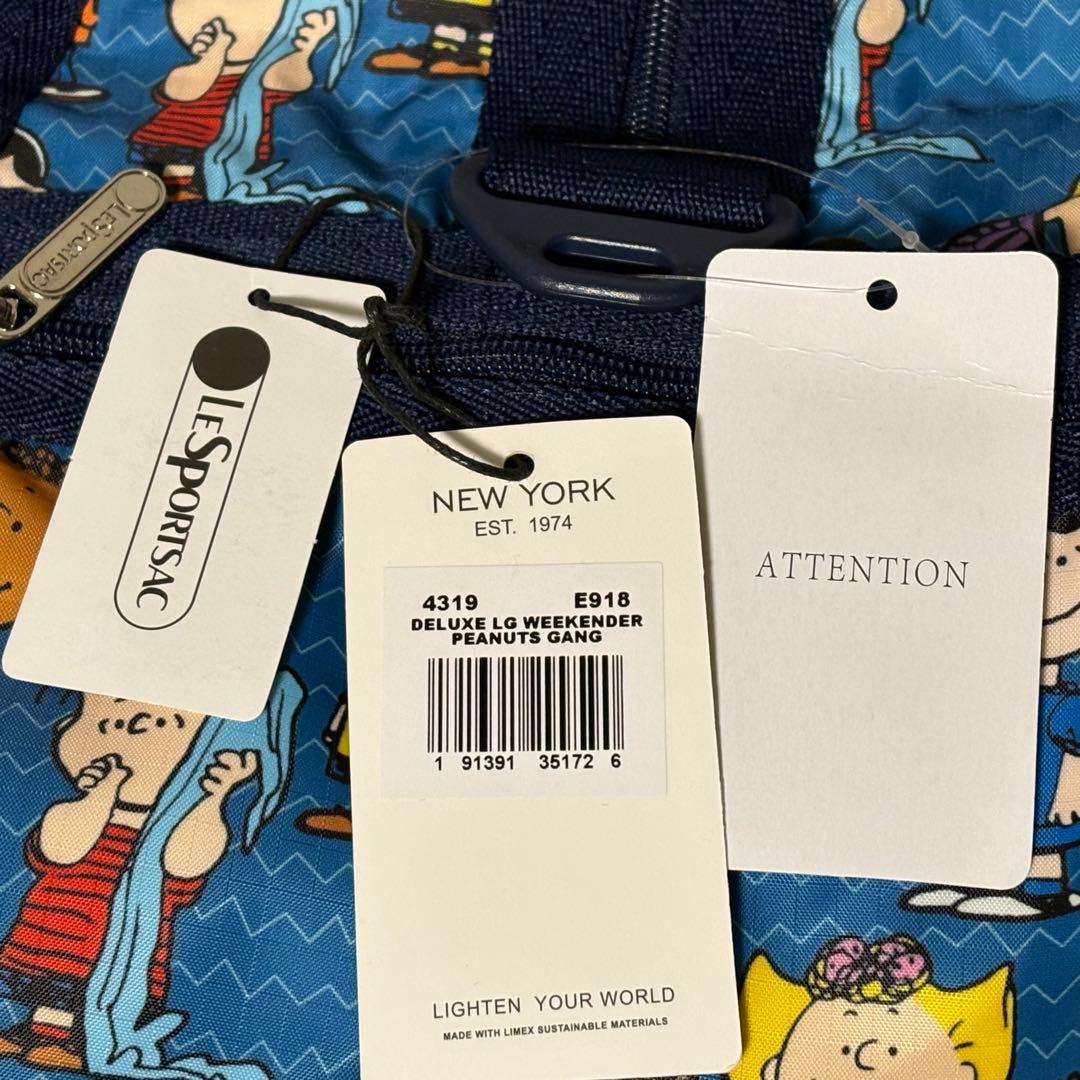 LESPORTSAC
LESPORTSAC
NEW YORK
EST. 1974
4319 E918
DELUXE LG WEEKENDER
PEANUTS GANG
1 91391 35172 6
LIGHTEN YOUR WORLD
MADE WITH LIMEX SUSTAINABLE MATERIALS
ATTENTION